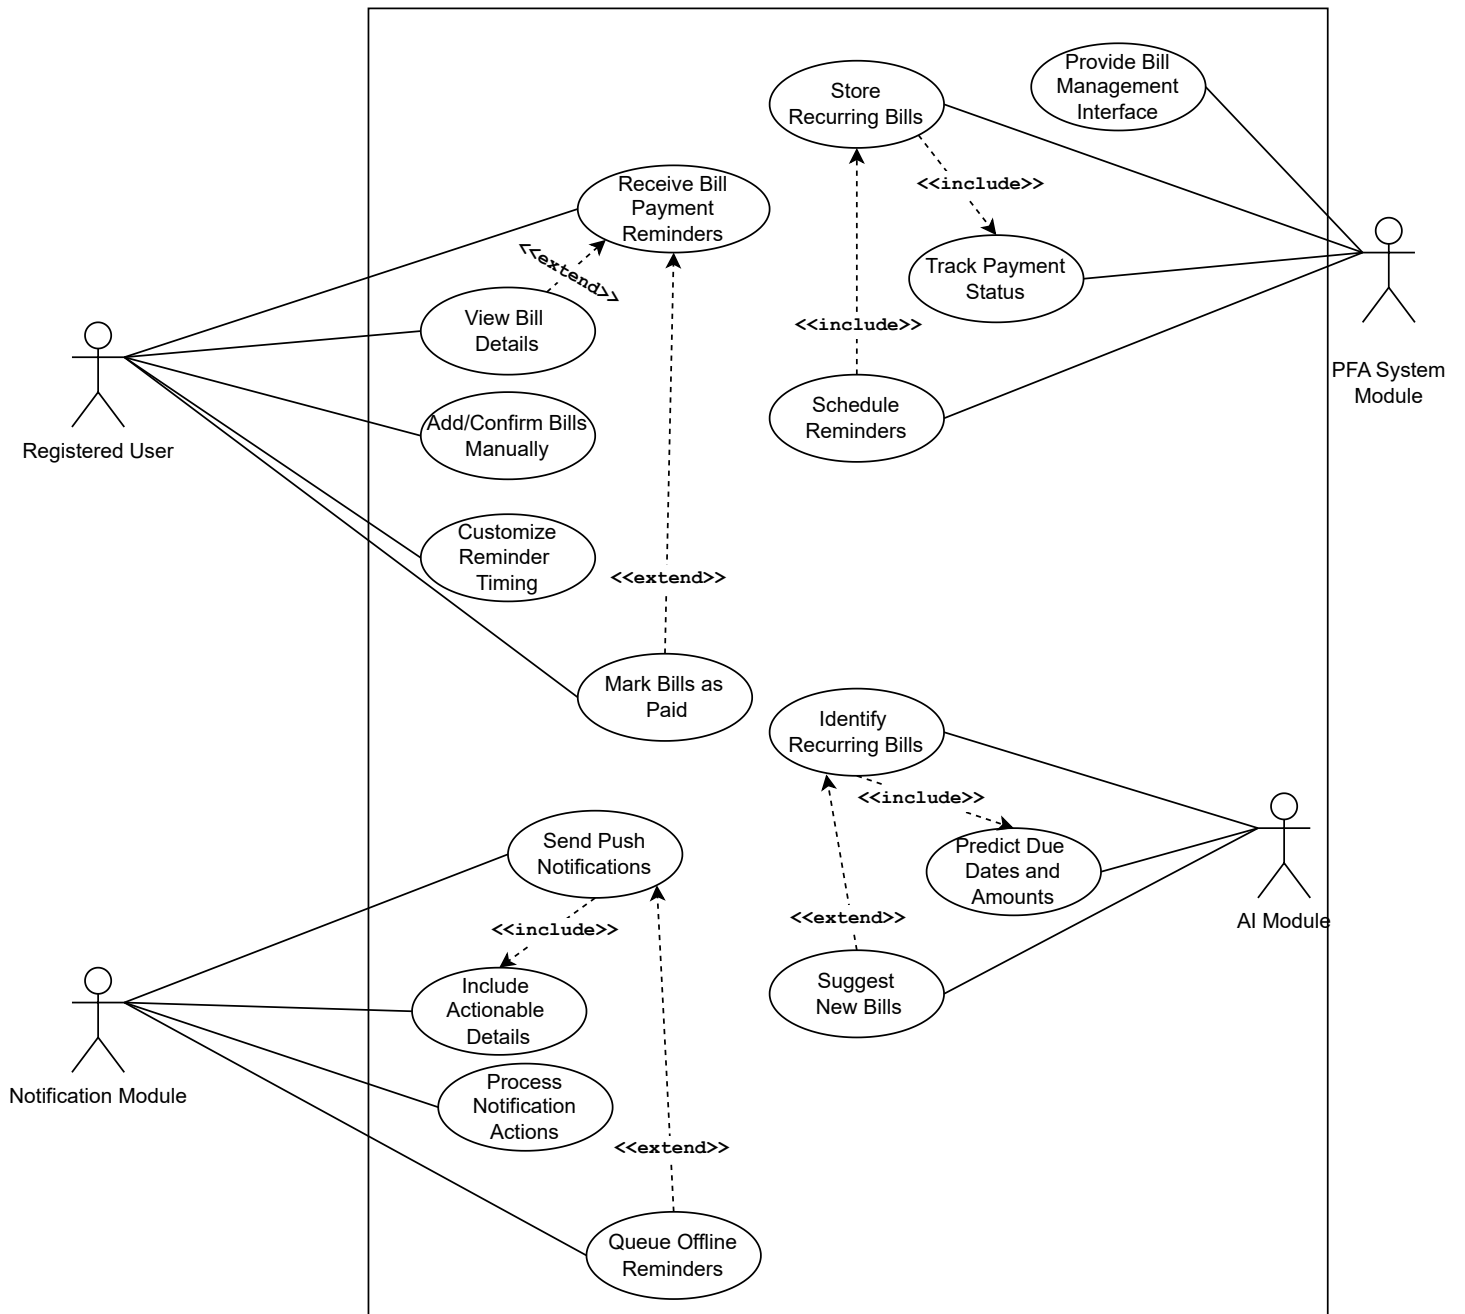 Provide Bill
Management
Interface
Store
Recurring Bills
<<include>>
Receive Bill
Payment
Reminders
<<extend>>
Track Payment
Status
View Bill
Details
<<include>>
PFA System
Module
Registered User
Add/Confirm Bills
Manually
Schedule
Reminders
Customize
Reminder
Timing
<<extend>>
Mark Bills as
Paid
Identify
Recurring Bills
<<include>>
Send Push
Notifications
Predict Due
Dates and
Amounts
<<include>>
<<extend>>
AI Module
Include
Actionable
Details
Suggest
New Bills
Notification Module
Process
Notification
Actions
<<extend>>
Queue Offline
Reminders